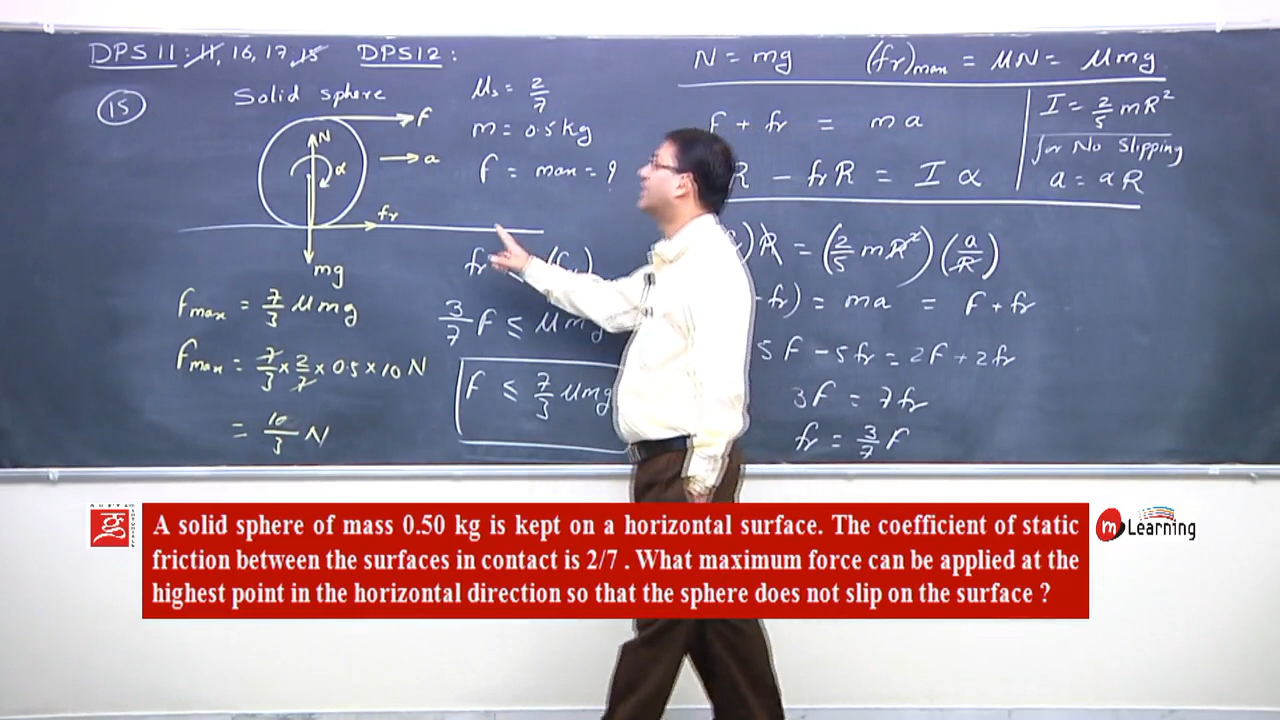 DPS 11 : 11, 16, 17, 15 DPS 12 :
15
Solid sphere
F
N
α
a
fr
mg
μs = 2/7
m = 0.5 kg
F = max = ?
N = mg (fr)max = μN = μmg
F + fr = ma
R - frR = Iα
I = 2/5 mR²
for No slipping
a = αR
)R = (2/5 mR²)(a/R)
fr) = ma = F + fr
5F - 5fr = 2F + 2fr
3F = 7fr
fr = 3/7 F
fr
3/7 F ≤ μmg
F ≤ 7/3 μmg
Fmax = 7/3 μmg
Fmax = 7/3 × 2/7 × 0.5 × 10 N
= 10/3 N
A solid sphere of mass 0.50 kg is kept on a horizontal surface. The coefficient of static
friction between the surfaces in contact is 2/7 . What maximum force can be applied at the
highest point in the horizontal direction so that the sphere does not slip on the surface ?
m Learning